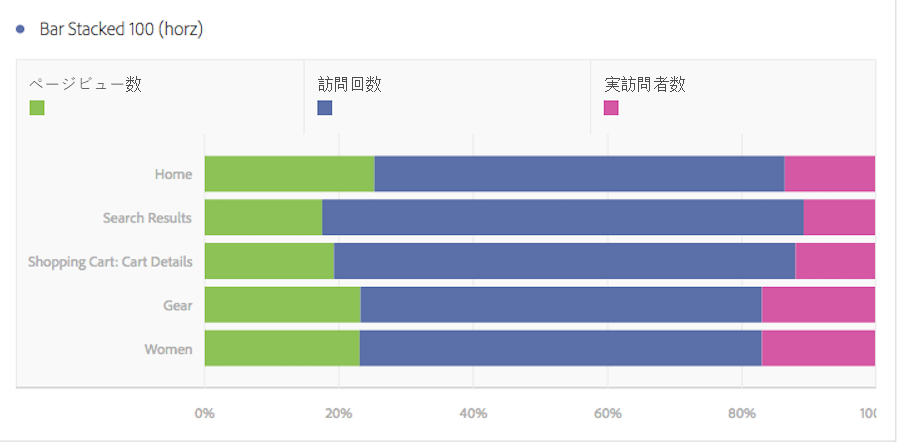 Bar Stacked 100 (horz)
ページビュー数
訪問回数
実訪問者数
Home
Search Results
Shopping Cart: Cart Details
Gear
Women
0% 20% 40% 60% 80% 100